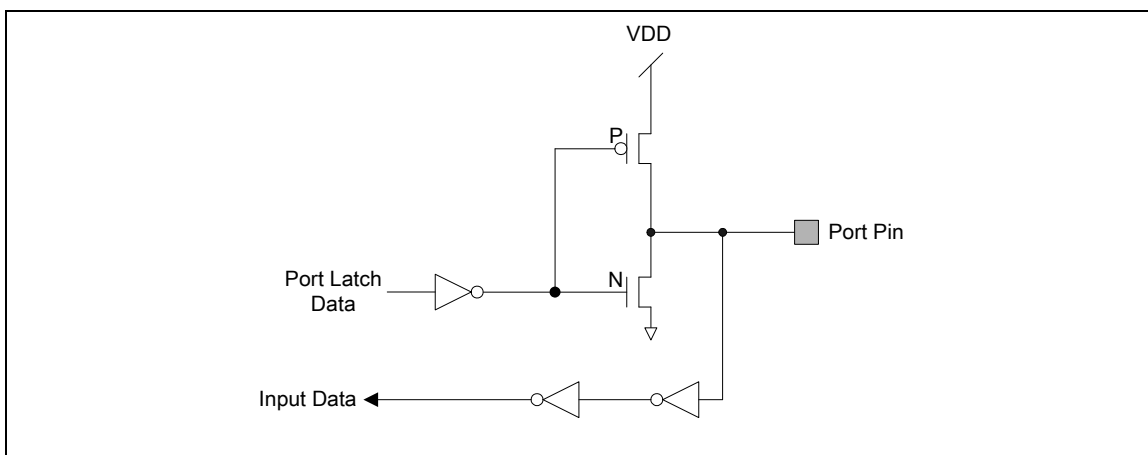 VDD
P
Port Pin
N
Port Latch
Data
Input Data